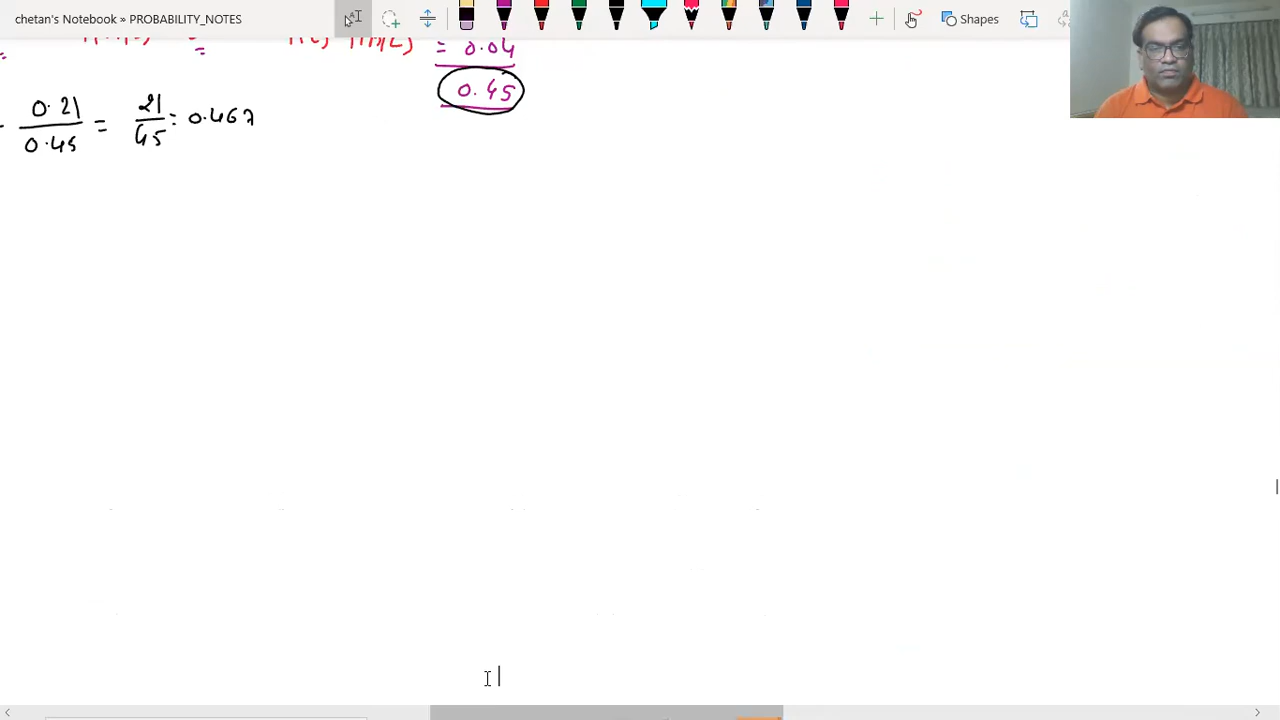 chetan's Notebook » PROBABILITY_NOTES
Shapes
= 0.04
0.45
0.21 / 0.45 = 21 / 45 = 0.467